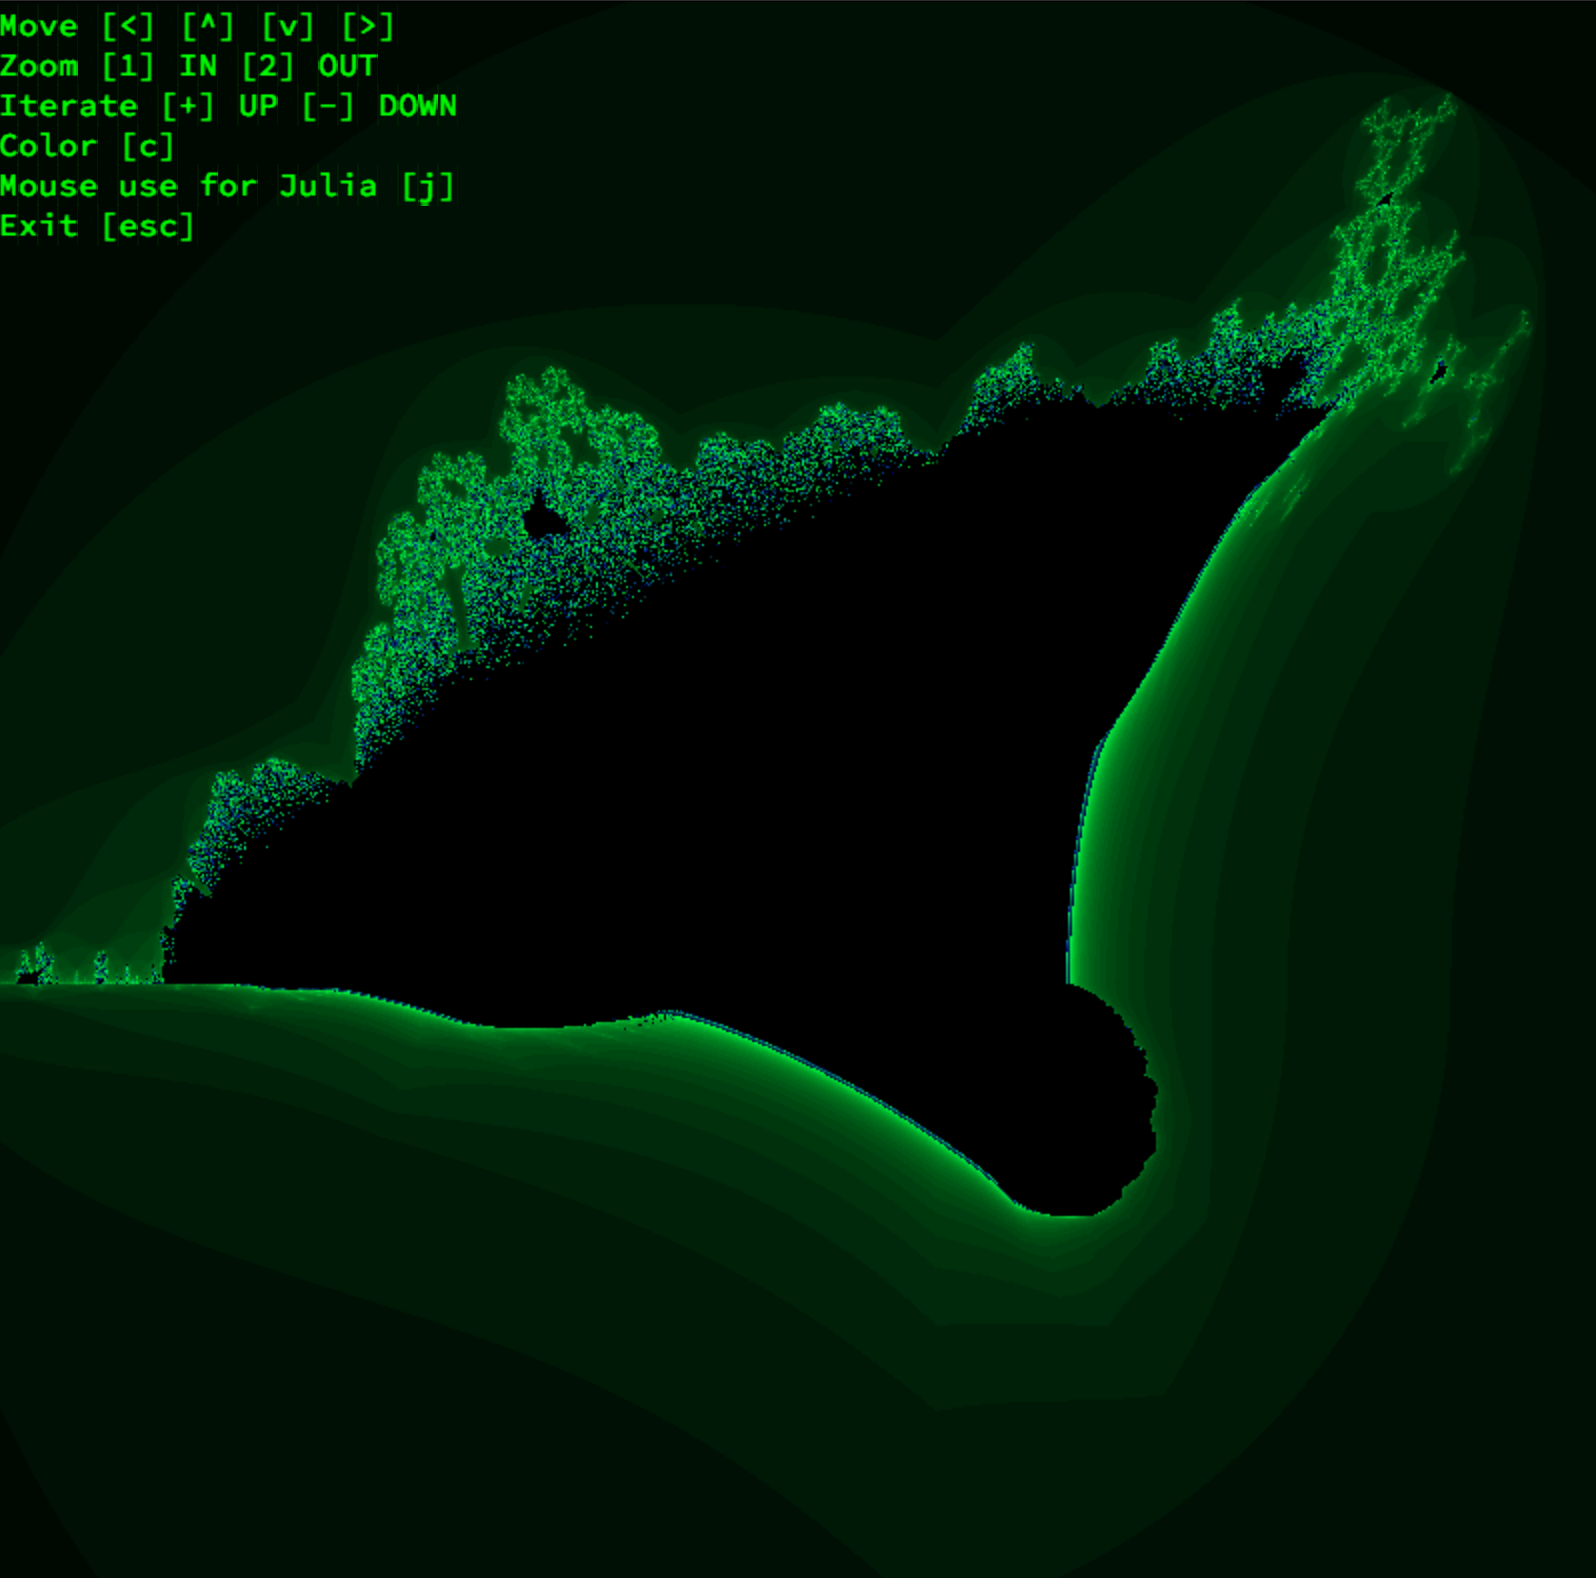 Move [<] [^] [v] [>]
Zoom [1] IN [2] OUT
Iterate [+] UP [-] DOWN
Color [c]
Mouse use for Julia [j]
Exit [esc]